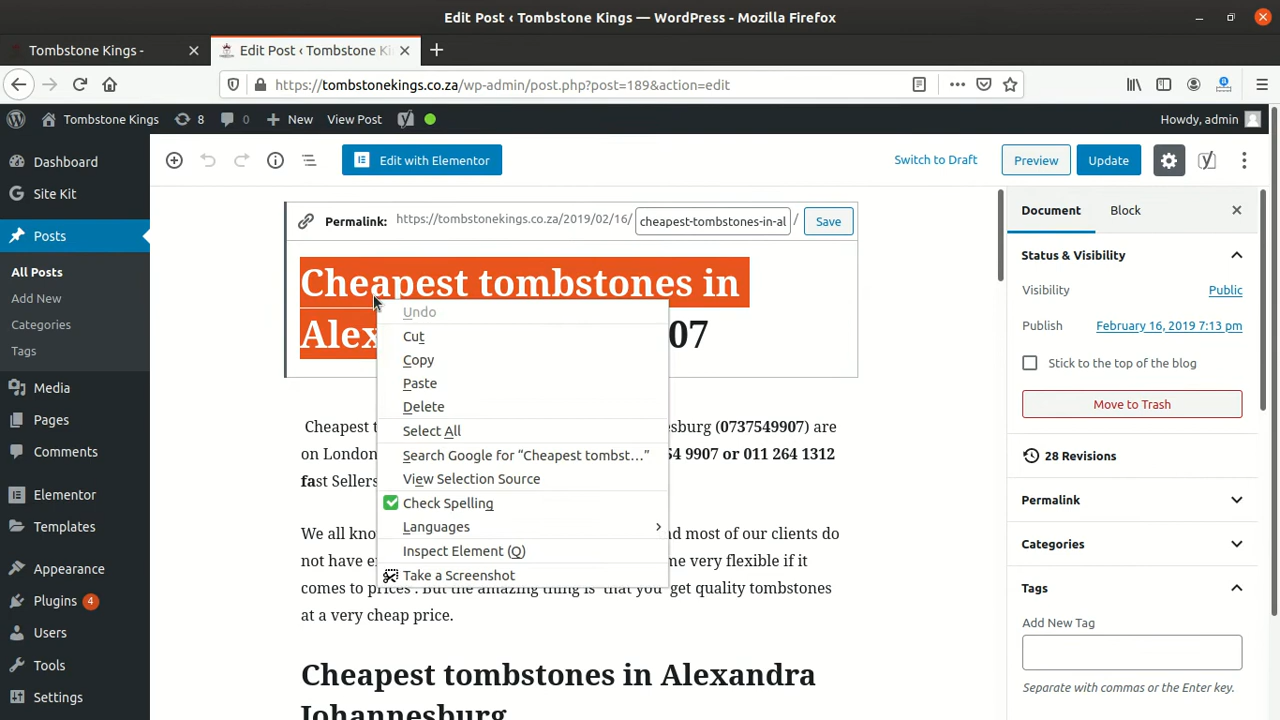 Edit Post ‹ Tombstone Kings — WordPress - Mozilla Firefox
Tombstone Kings -
Edit Post ‹ Tombstone Ki
https://tombstonekings.co.za/wp-admin/post.php?post=189&action=edit
Tombstone Kings 8 0 New View Post Howdy, admin
Dashboard
Site Kit
Posts
All Posts
Add New
Categories
Tags
Media
Pages
Comments
Elementor
Templates
Appearance
Plugins 4
Users
Tools
Settings
Edit with Elementor Switch to Draft Preview Update
Permalink: https://tombstonekings.co.za/2019/02/16/ cheapest-tombstones-in-al / Save
Cheapest tombstones in
Alex 07
Undo
Cut
Copy
Paste
Delete
Select All
Search Google for “Cheapest tombst…”
View Selection Source
Check Spelling
Languages
Inspect Element (Q)
Take a Screenshot
Cheapest t sburg (0737549907) are
on London 54 9907 or 011 264 1312
fast Sellers
We all kno d most of our clients do
not have e me very flexible if it
comes to prices . But the amazing thing is that you get quality tombstones
at a very cheap price.
Cheapest tombstones in Alexandra
Johannesburg
Document Block
Status & Visibility
Visibility Public
Publish February 16, 2019 7:13 pm
Stick to the top of the blog
Move to Trash
28 Revisions
Permalink
Categories
Tags
Add New Tag
Separate with commas or the Enter key.